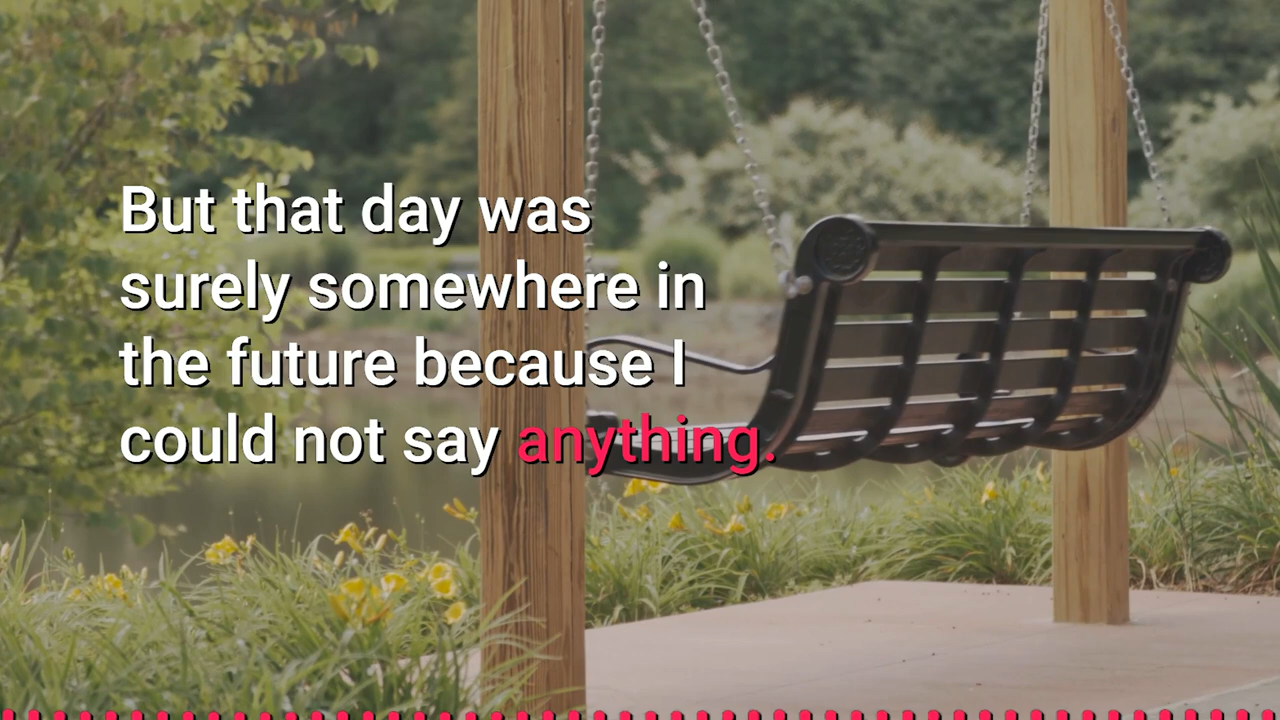 But that day was
surely somewhere in
the future because I
could not say anything.